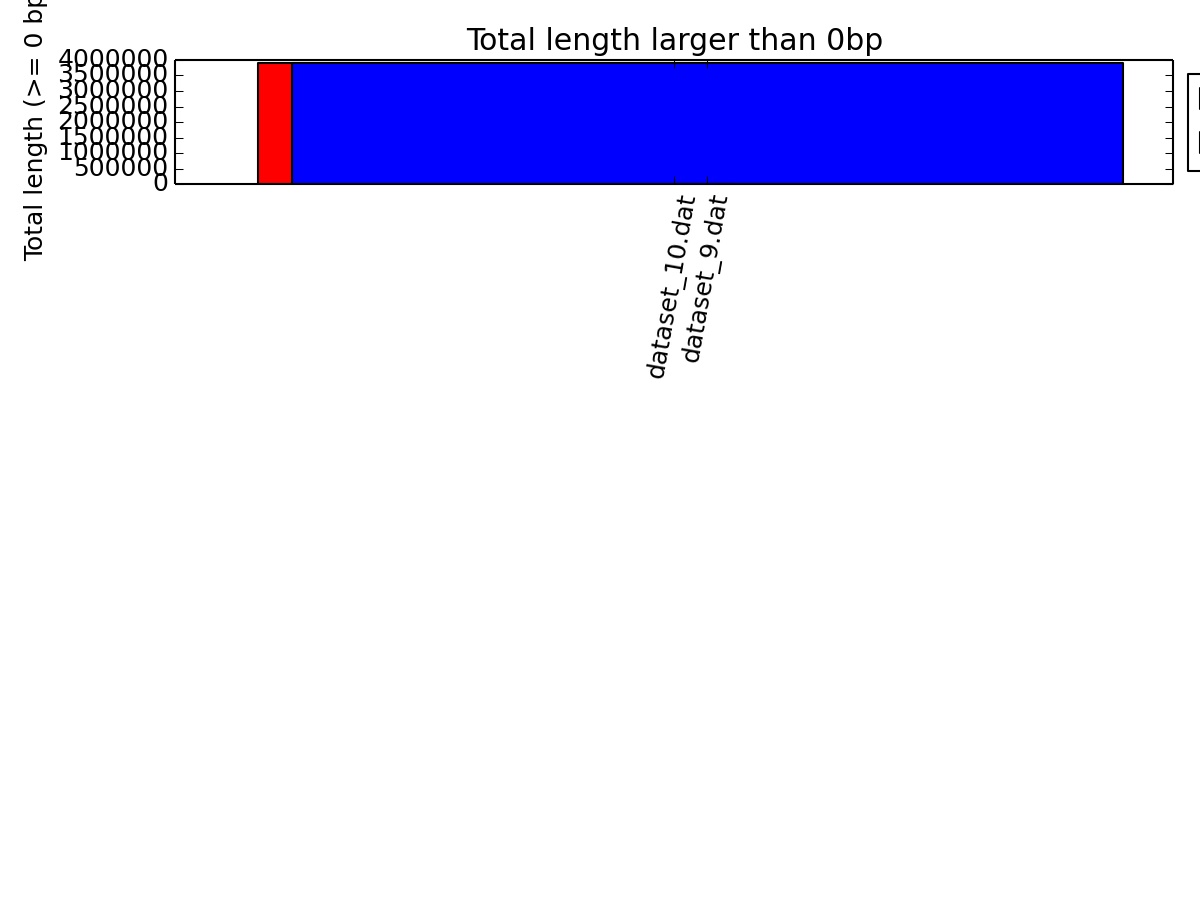 Total length larger than 0bp
Total length (>= 0 bp
4000000
3500000
3000000
2500000
2000000
1500000
1000000
500000
0
dataset_10.dat
dataset_9.dat